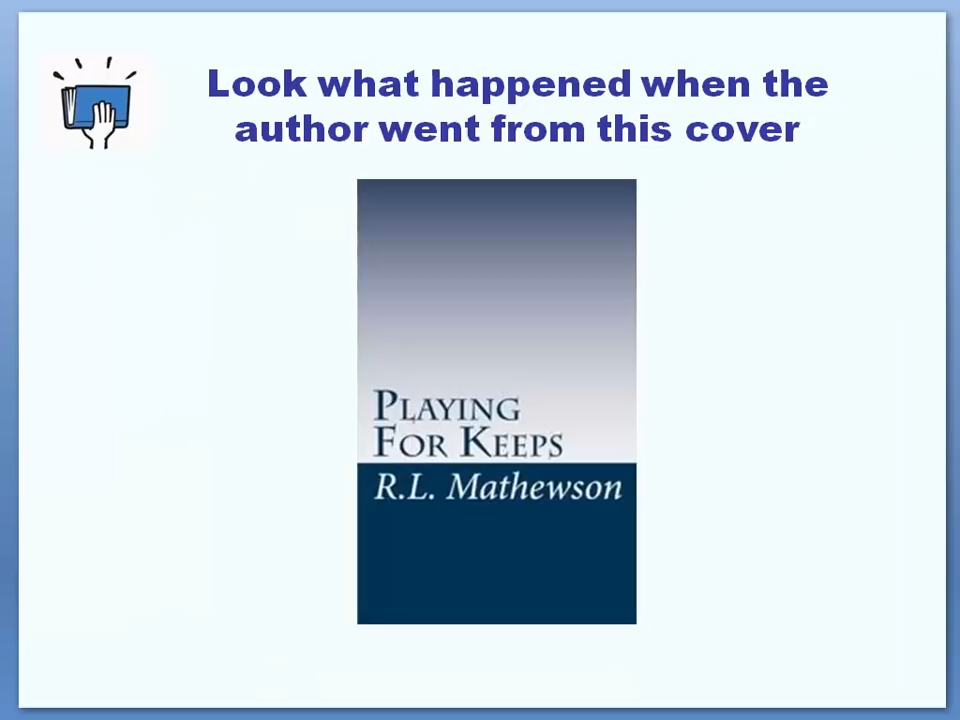 Look what happened when the
author went from this cover
PLAYING
FOR KEEPS
R.L. Mathewson